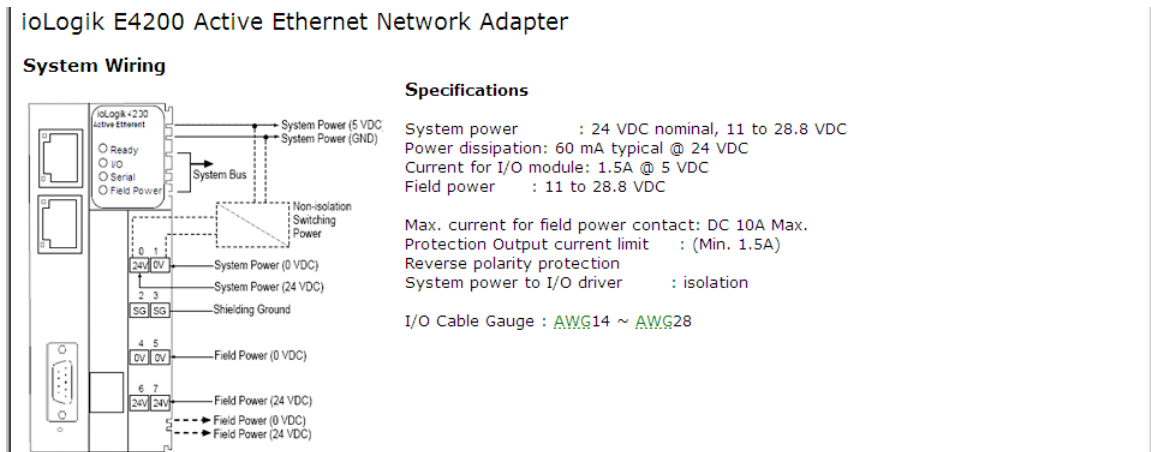 ioLogik E4200 Active Ethernet Network Adapter
System Wiring
ioLogik 4200
Active Ethernet
Ready
I/O
Serial
Field Power
System Power (5 VDC
System Power (GND)
System Bus
Non-isolation
Switching
Power
0 1
24V 0V
System Power (0 VDC)
System Power (24 VDC)
2 3
SG SG
Shielding Ground
4 5
0V 0V
Field Power (0 VDC)
6 7
24V 24V
Field Power (24 VDC)
Field Power (0 VDC)
Field Power (24 VDC)
Specifications
System power : 24 VDC nominal, 11 to 28.8 VDC
Power dissipation: 60 mA typical @ 24 VDC
Current for I/O module: 1.5A @ 5 VDC
Field power : 11 to 28.8 VDC
Max. current for field power contact: DC 10A Max.
Protection Output current limit : (Min. 1.5A)
Reverse polarity protection
System power to I/O driver : isolation
I/O Cable Gauge : AWG14 ~ AWG28